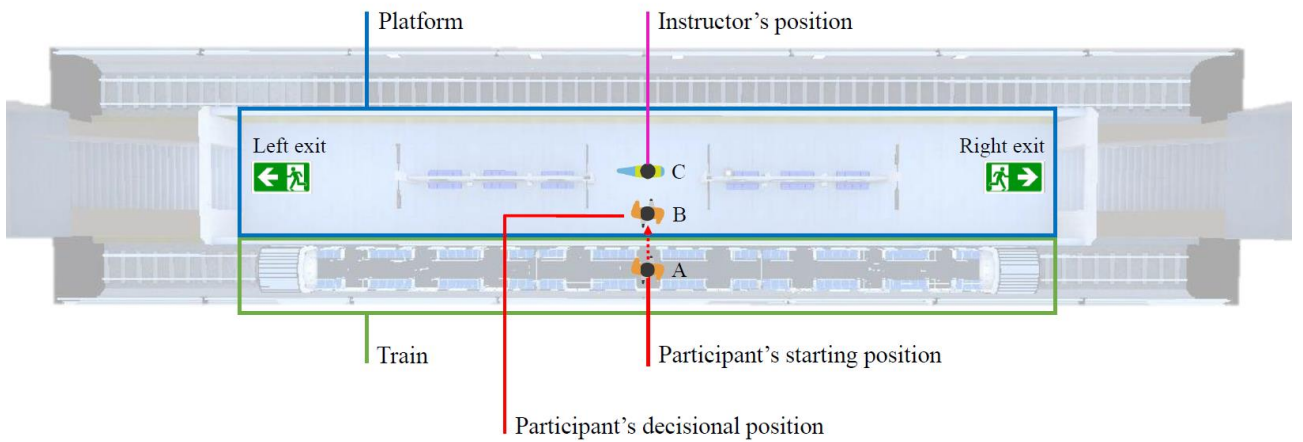 Platform
Instructor’s position
Left exit
Right exit
C
B
A
Train
Participant’s starting position
Participant’s decisional position